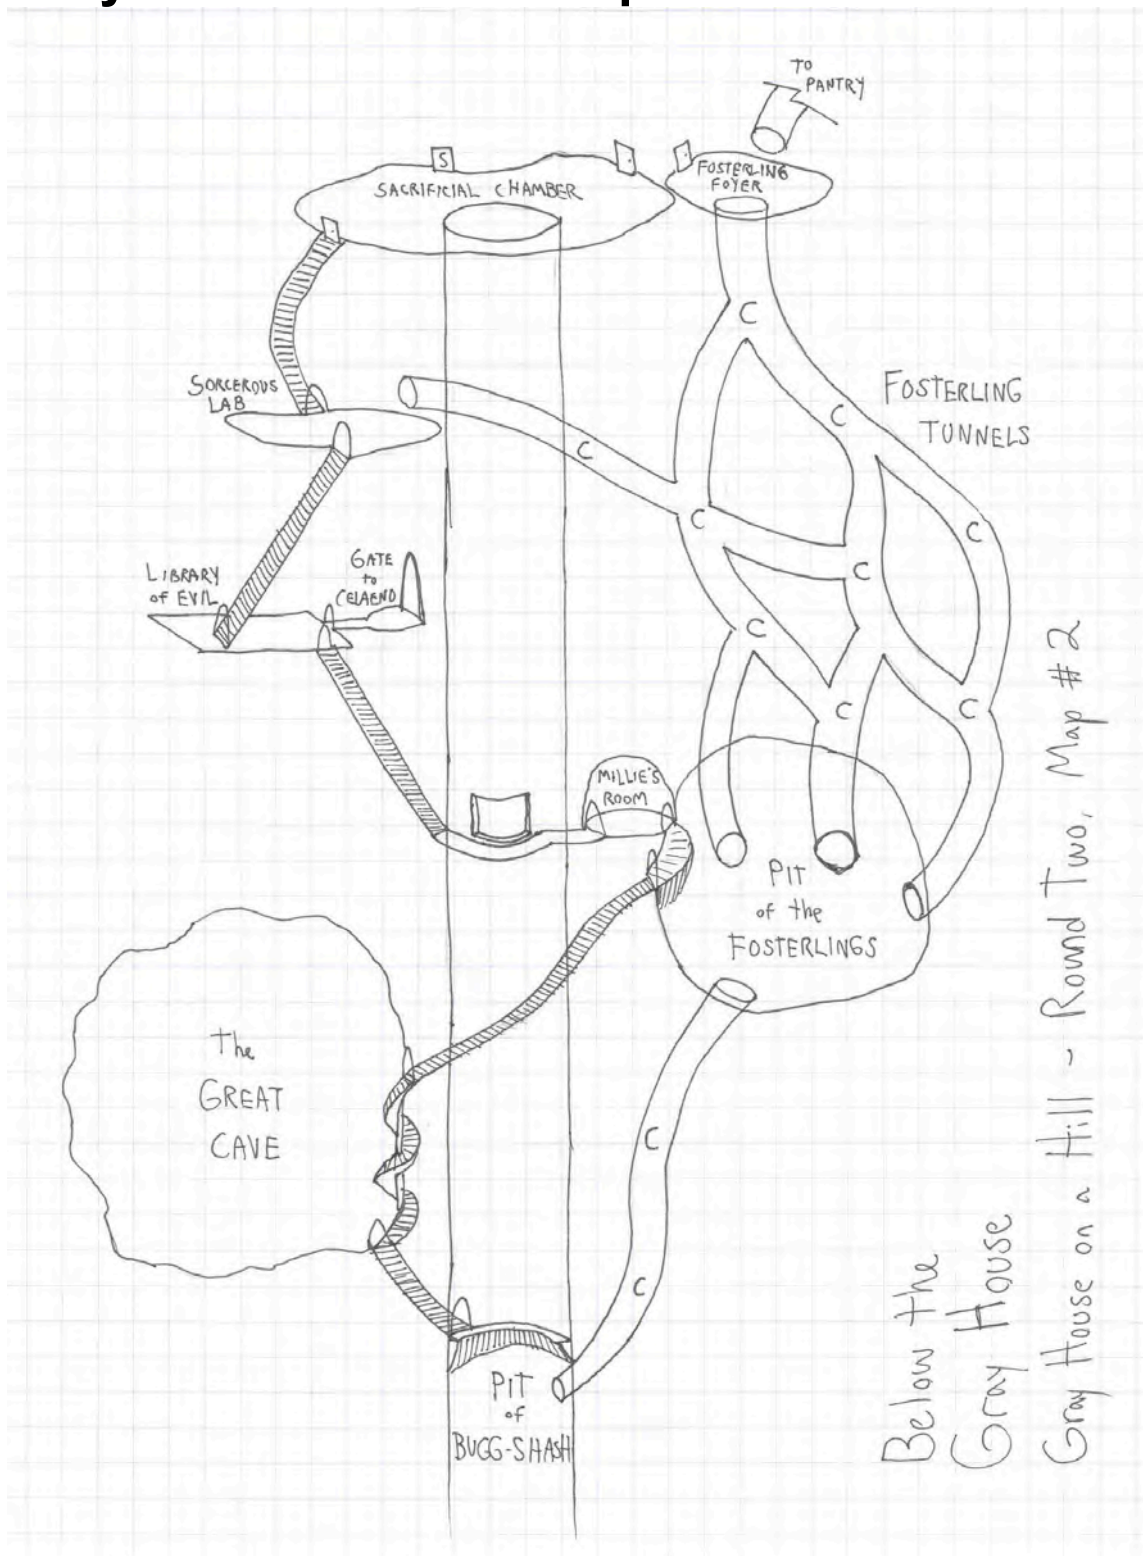 TO
PANTRY
S
SACRIFICIAL CHAMBER
FOSTERLING
FOYER
C
SORCEROUS
LAB
C
FOSTERLING
TUNNELS
C
C
C
C
LIBRARY
of EVIL
GATE
to
CELAENO
C
C
C
MILLIE'S
ROOM
PIT
of the
FOSTERLINGS
The
GREAT
CAVE
C
C
PIT
of
BUGG-SHASH
Below the
Gray House
Gray House on a Hill - Round Two, Map #2